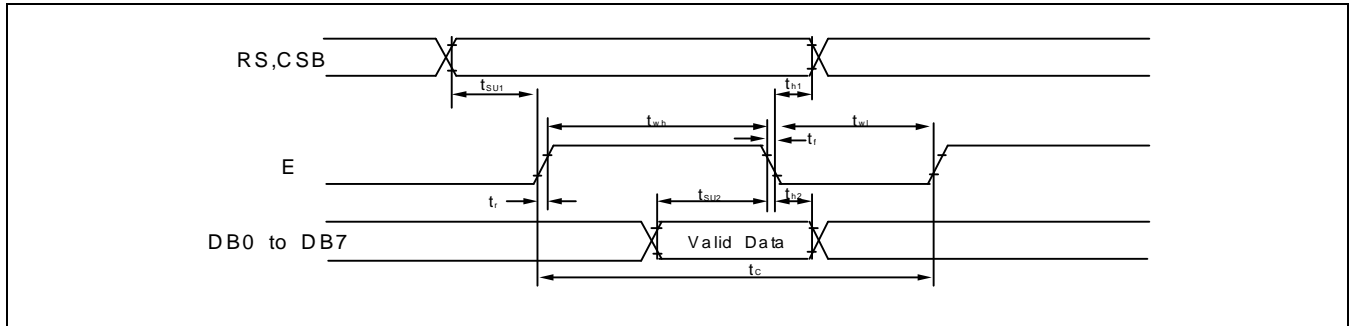 RS,CSB
tSU1
th1
twh
twl
tf
E
tr
tSU2
th2
DB0 to DB7
Valid Data
tC